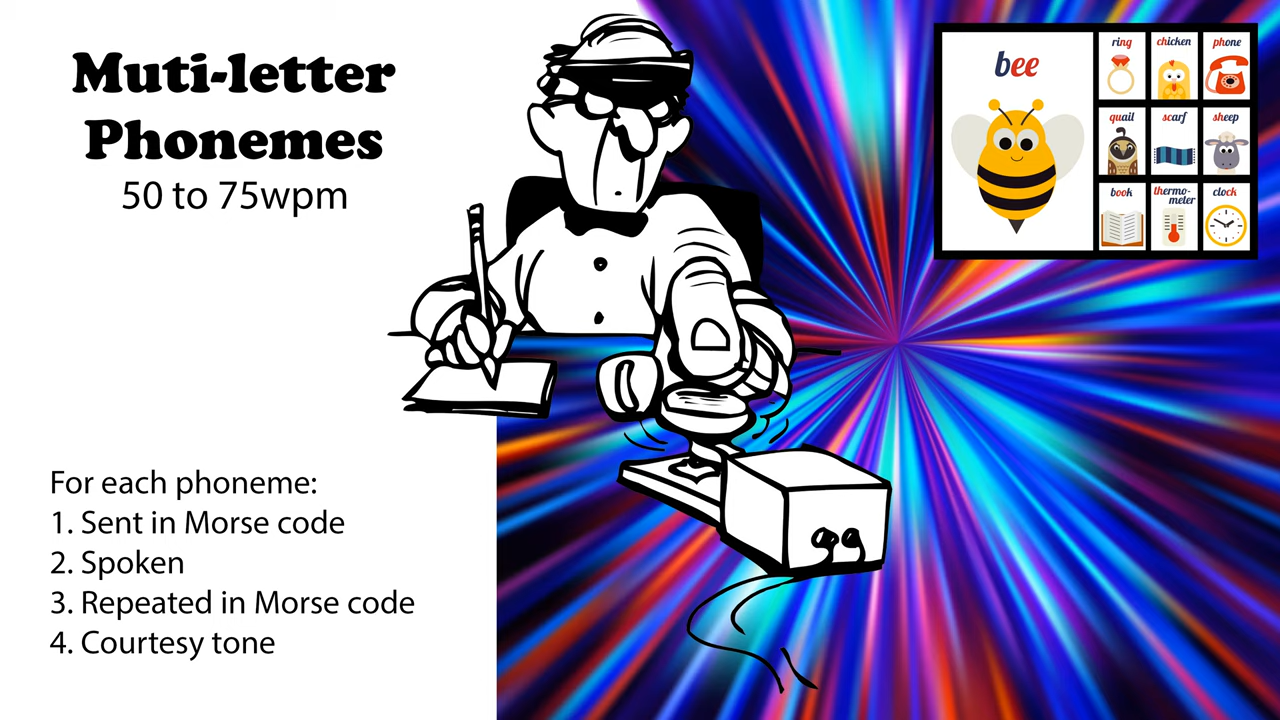 Muti-letter
Phonemes
50 to 75wpm
bee
ring chicken phone
quail scarf sheep
book thermo-
meter clock
For each phoneme:
1. Sent in Morse code
2. Spoken
3. Repeated in Morse code
4. Courtesy tone